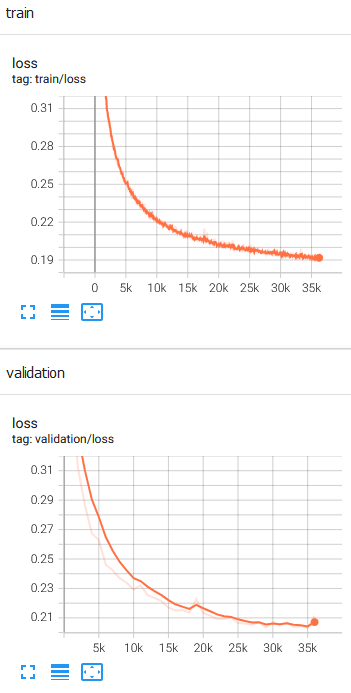 train
loss
tag: train/loss
0.31
0.28
0.25
0.22
0.19
0 5k 10k 15k 20k 25k 30k 35k
validation
loss
tag: validation/loss
0.31
0.29
0.27
0.25
0.23
0.21
5k 10k 15k 20k 25k 30k 35k